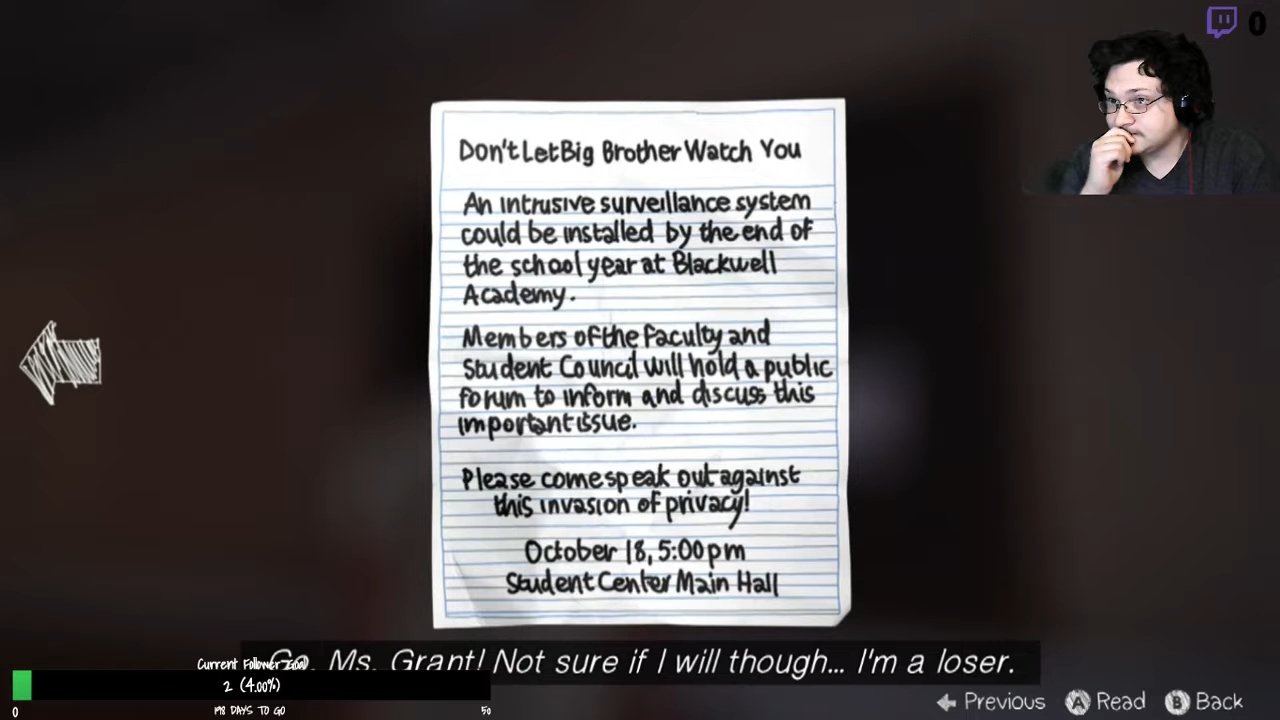 0
Don't Let Big Brother Watch You
An intrusive surveillance system
could be installed by the end of
the school year at Blackwell
Academy.
Members of the Faculty and
Student Council will hold a public
forum to inform and discuss this
important issue.
Please come speak out against
this invasion of privacy!
October 18, 5:00pm
Student Center Main Hall
Go, Ms. Grant! Not sure if I will though... I'm a loser.
Current Follower Goal
2 (4.00%)
0
198 DAYS TO GO
50
Previous
A Read
B Back